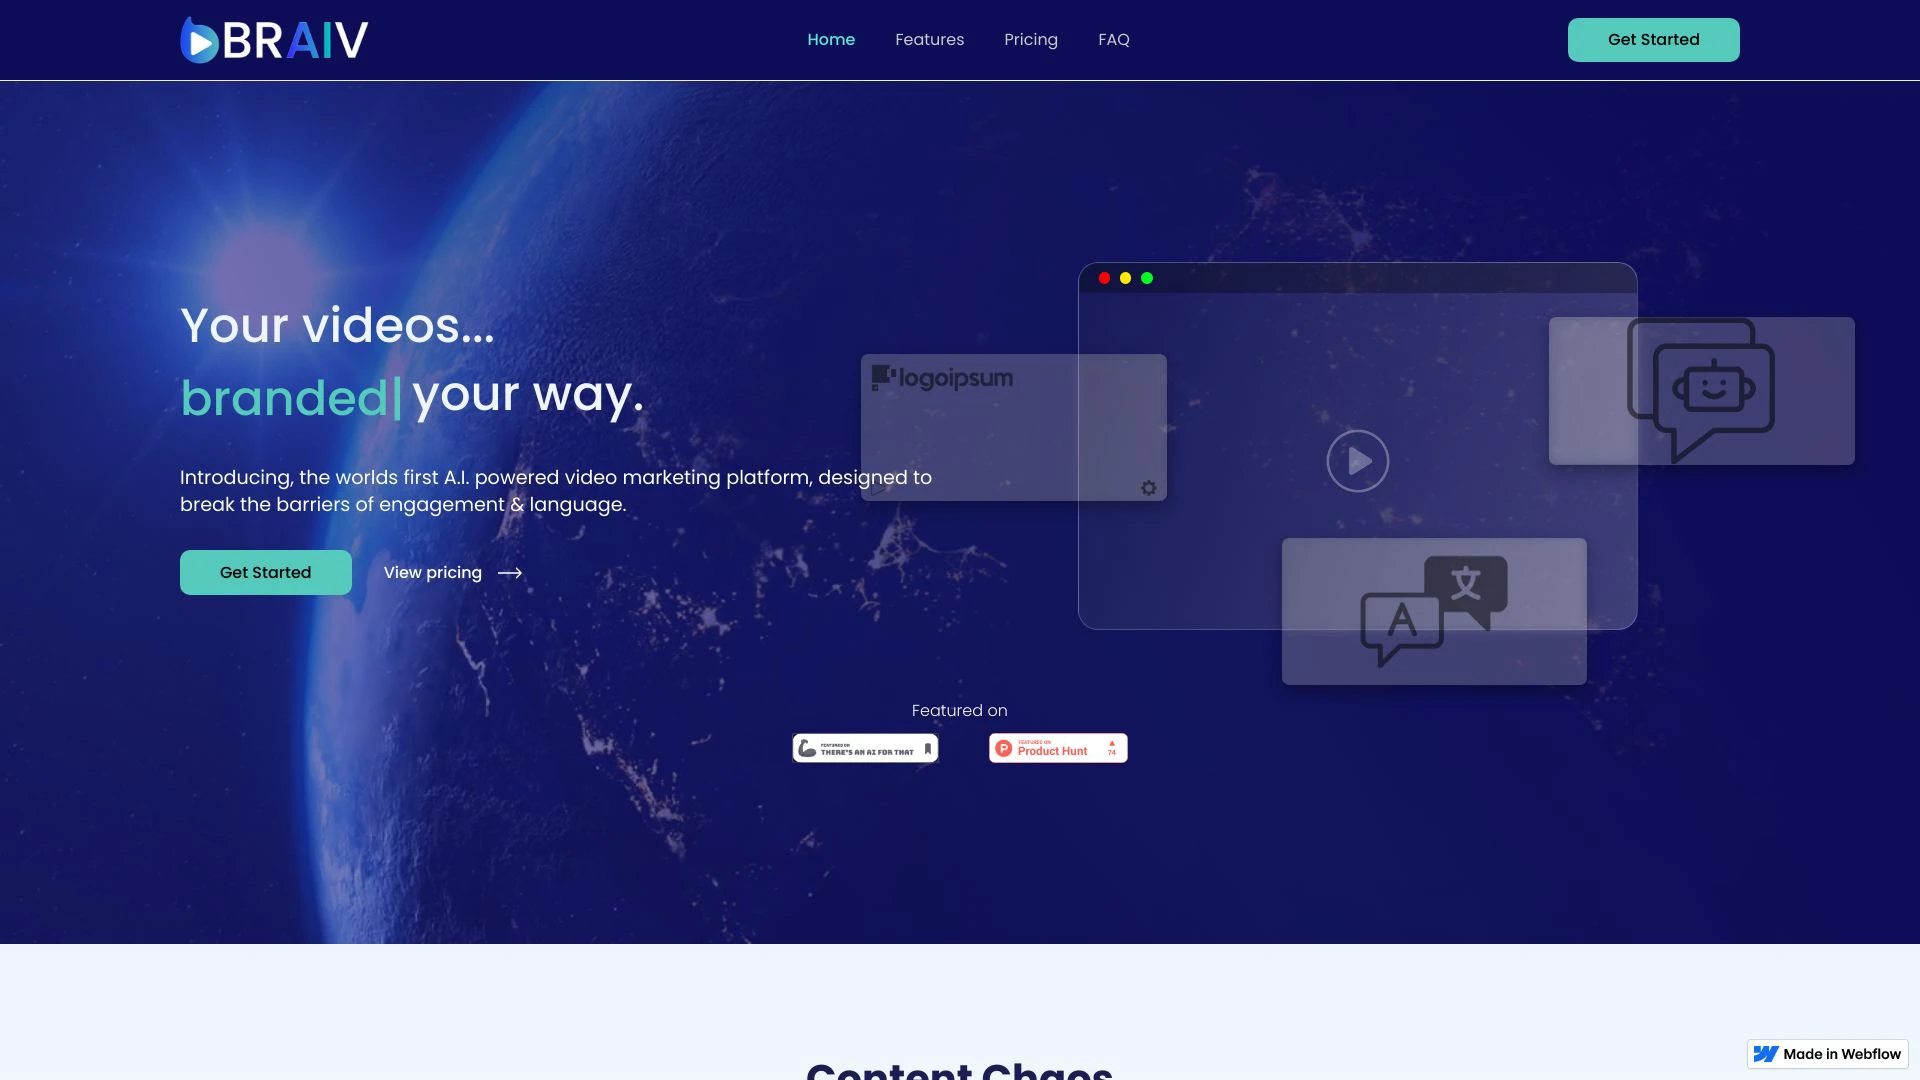 BRAIV
Home
Features
Pricing
FAQ
Get Started
Your videos...
branded| your way.
logoipsum
Introducing, the worlds first A.I. powered video marketing platform, designed to
break the barriers of engagement & language.
Get Started
View pricing
A
文
Featured on
FEATURED ON
THERE'S AN AI FOR THAT
FEATURED ON
Product Hunt
74
Content Chaos
Made in Webflow